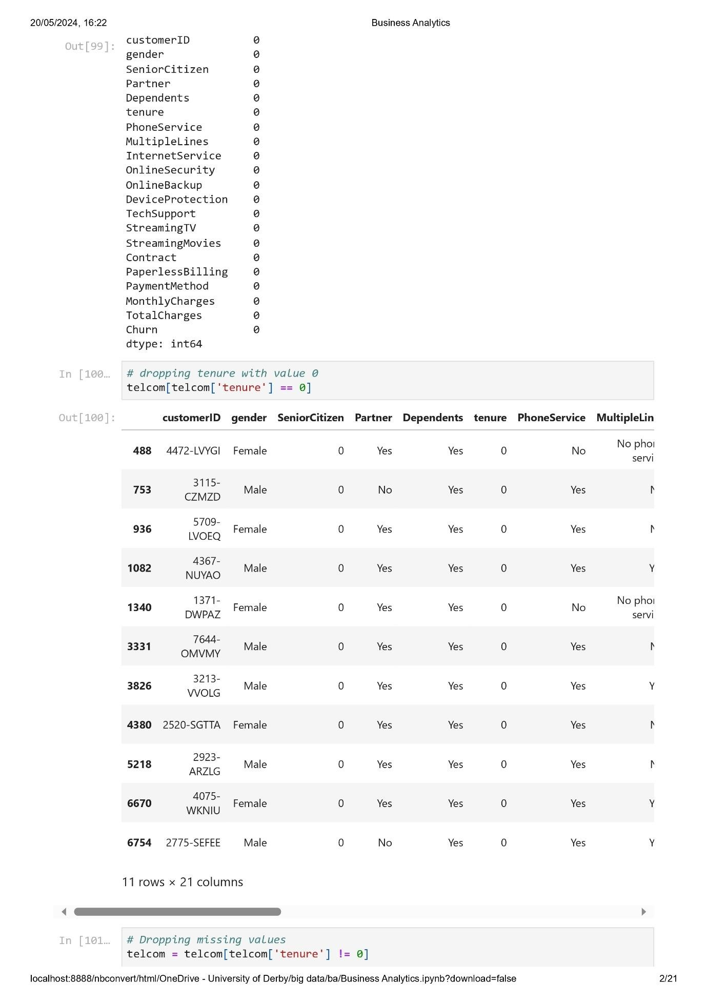 20/05/2024, 16:22 Business Analytics
Out[99]: customerID 0
gender 0
SeniorCitizen 0
Partner 0
Dependents 0
tenure 0
PhoneService 0
MultipleLines 0
InternetService 0
OnlineSecurity 0
OnlineBackup 0
DeviceProtection 0
TechSupport 0
StreamingTV 0
StreamingMovies 0
Contract 0
PaperlessBilling 0
PaymentMethod 0
MonthlyCharges 0
TotalCharges 0
Churn 0
dtype: int64
In [100… # dropping tenure with value 0
telcom[telcom['tenure'] == 0]
Out[100]: customerID gender SeniorCitizen Partner Dependents tenure PhoneService MultipleLin
488 4472-LVYGI Female 0 Yes Yes 0 No No phon
servi
753 3115-
CZMZD Male 0 No Yes 0 Yes N
936 5709-
LVOEQ Female 0 Yes Yes 0 Yes N
1082 4367-
NUYAO Male 0 Yes Yes 0 Yes Y
1340 1371-
DWPAZ Female 0 Yes Yes 0 No No phon
servi
3331 7644-
OMVMY Male 0 Yes Yes 0 Yes N
3826 3213-
VVOLG Male 0 Yes Yes 0 Yes Y
4380 2520-SGTTA Female 0 Yes Yes 0 Yes N
5218 2923-
ARZLG Male 0 Yes Yes 0 Yes N
6670 4075-
WKNIU Female 0 Yes Yes 0 Yes Y
6754 2775-SEFEE Male 0 No Yes 0 Yes Y
11 rows × 21 columns
In [101… # Dropping missing values
telcom = telcom[telcom['tenure'] != 0]
localhost:8888/nbconvert/html/OneDrive - University of Derby/big data/ba/Business Analytics.ipynb?download=false 2/21